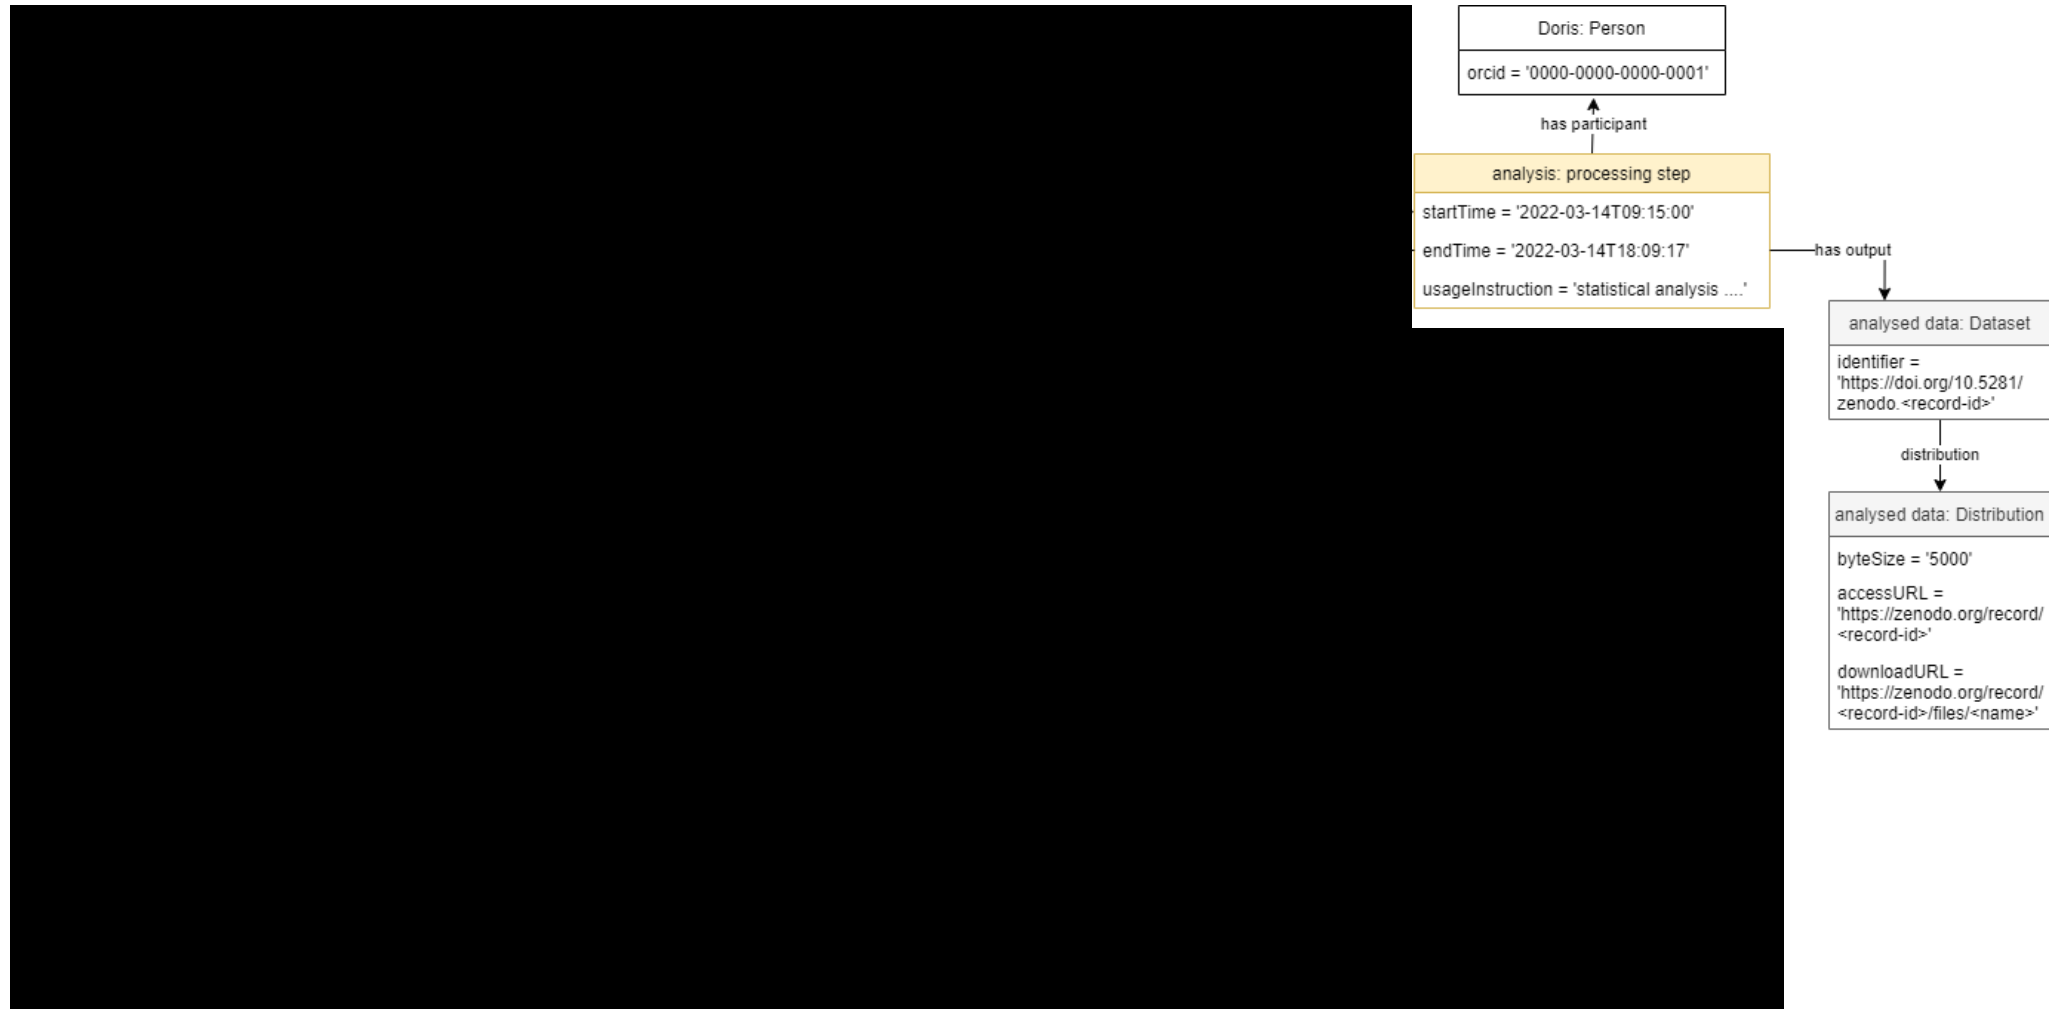 Doris: Person
orcid = '0000-0000-0000-0001'
has participant
analysis: processing step
startTime = '2022-03-14T09:15:00'
endTime = '2022-03-14T18:09:17'
usageInstruction = 'statistical analysis ....'
has output
analysed data: Dataset
identifier =
'https://doi.org/10.5281/
zenodo.<record-id>'
distribution
analysed data: Distribution
byteSize = '5000'
accessURL =
'https://zenodo.org/record/
<record-id>'
downloadURL =
'https://zenodo.org/record/
<record-id>/files/<name>'